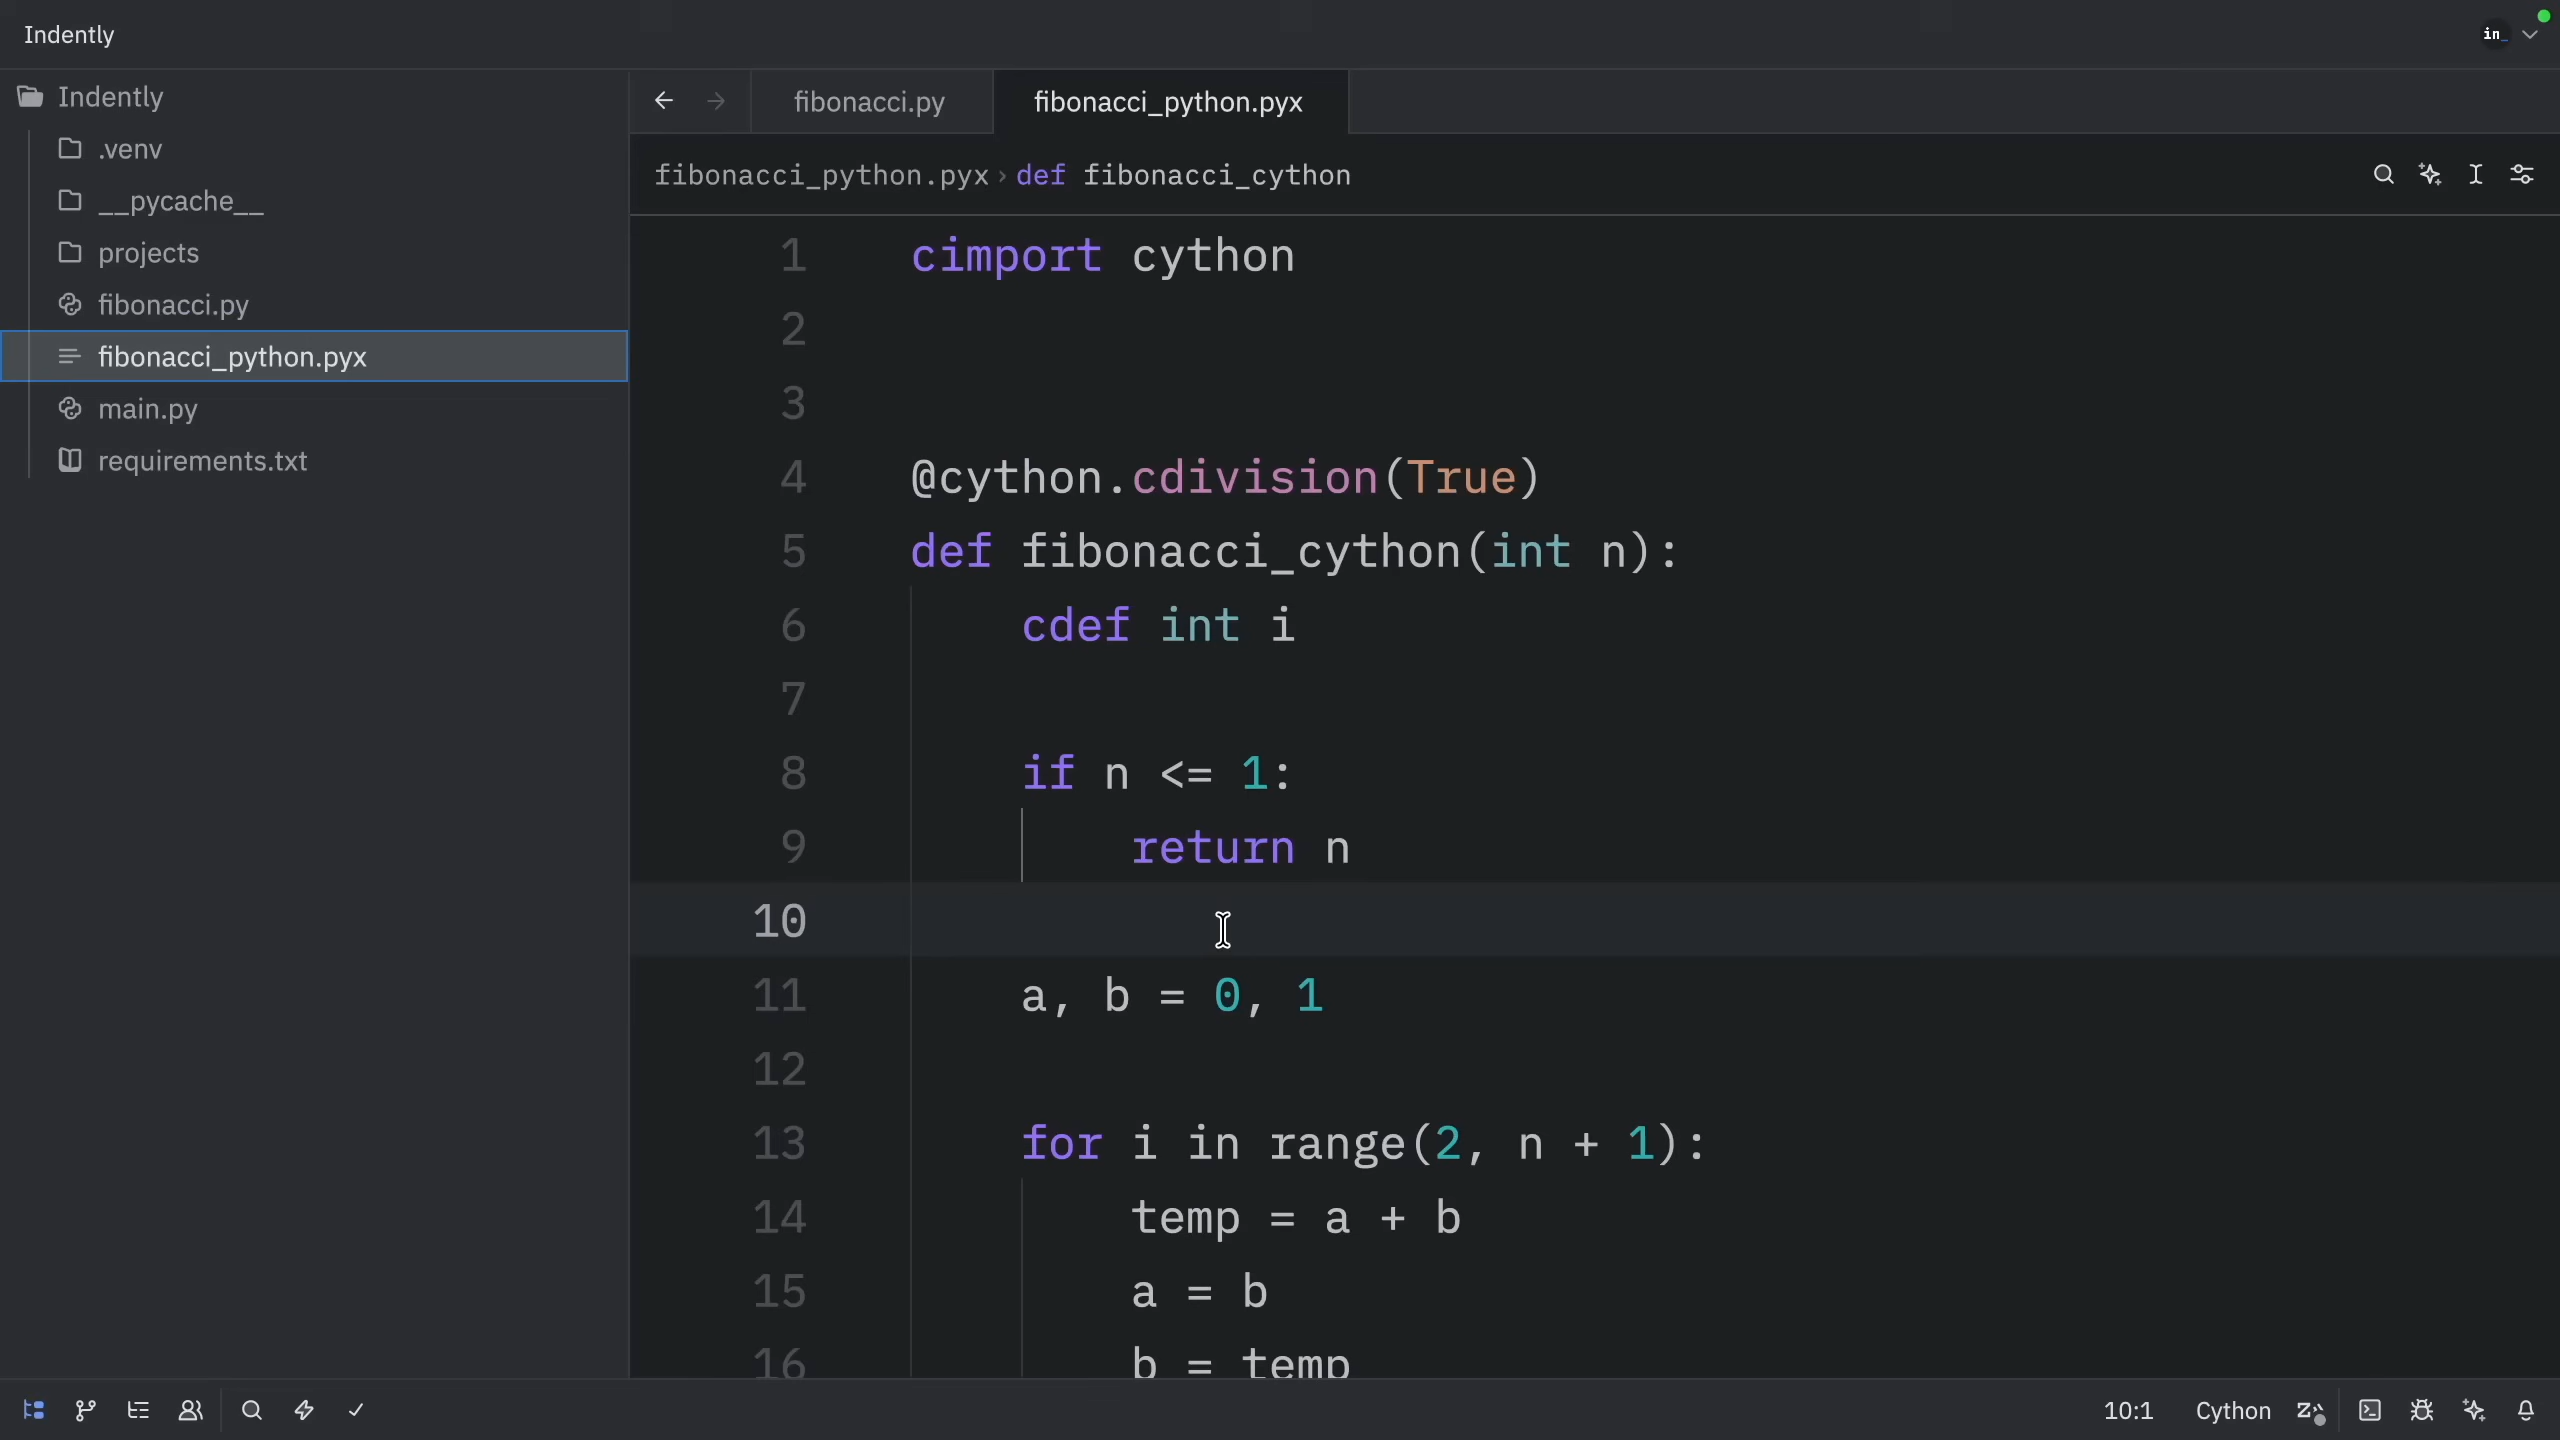 Indently
in_
Indently
.venv
__pycache__
projects
fibonacci.py
fibonacci_python.pyx
main.py
requirements.txt
fibonacci.py
fibonacci_python.pyx
fibonacci_python.pyx › def fibonacci_cython
1 cimport cython
2
3
4 @cython.cdivision(True)
5 def fibonacci_cython(int n):
6     cdef int i
7
8     if n <= 1:
9         return n
10
11     a, b = 0, 1
12
13     for i in range(2, n + 1):
14         temp = a + b
15         a = b
16         b = temp
10:1 Cython